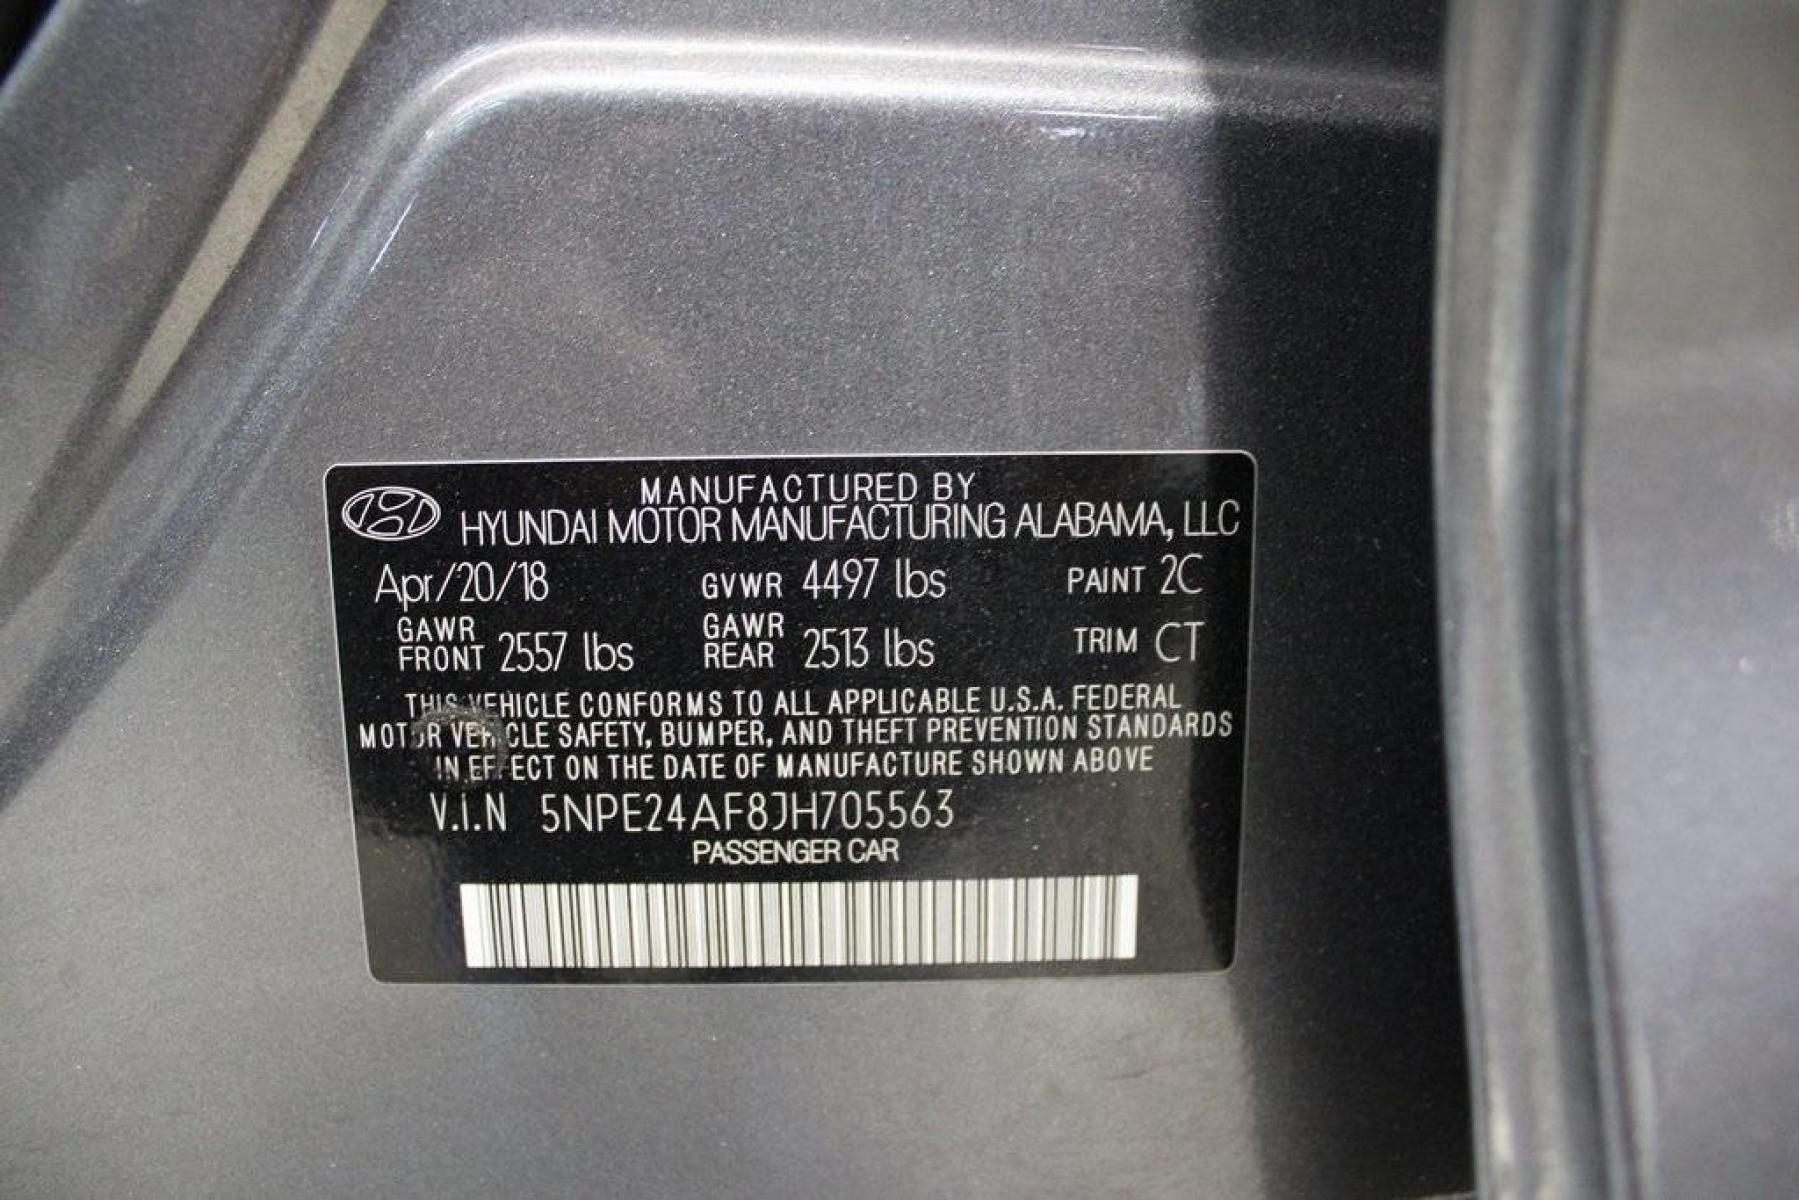 MANUFACTURED BY
HYUNDAI MOTOR MANUFACTURING ALABAMA, LLC
Apr/20/18 GVWR 4497 lbs PAINT 2C
GAWR FRONT 2557 lbs GAWR REAR 2513 lbs TRIM CT
THIS VEHICLE CONFORMS TO ALL APPLICABLE U.S.A. FEDERAL
MOTOR VEHICLE SAFETY, BUMPER, AND THEFT PREVENTION STANDARDS
IN EFFECT ON THE DATE OF MANUFACTURE SHOWN ABOVE
V.I.N 5NPE24AF8JH705563
PASSENGER CAR